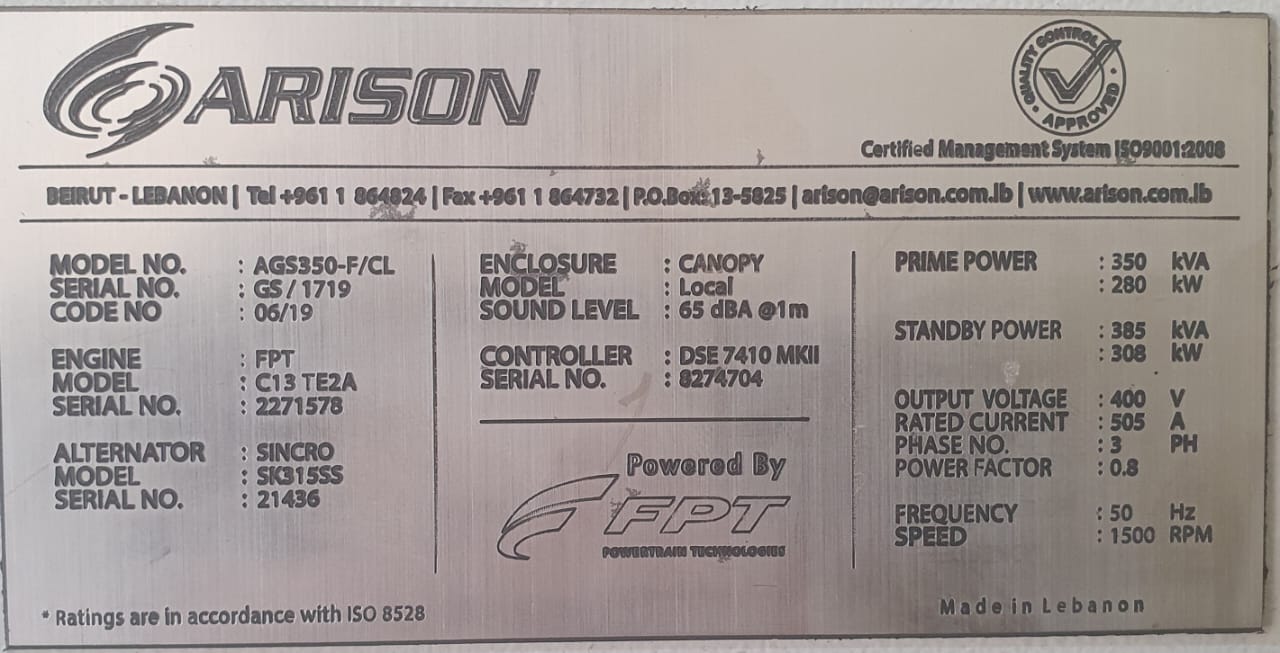 ARISON
QUALITY CONTROL
APPROVED
Certified Management System ISO9001:2008
BEIRUT - LEBANON | Tel +961 1 864824 | Fax +961 1 864732 | P.O.Box: 13-5825 | arison@arison.com.lb | www.arison.com.lb
MODEL NO. : AGS350-F/CL
SERIAL NO. : GS / 1719
CODE NO : 06/19
ENGINE : FPT
MODEL : C13 TE2A
SERIAL NO. : 2271578
ALTERNATOR : SINCRO
MODEL : SK315SS
SERIAL NO. : 21436
ENCLOSURE : CANOPY
MODEL : Local
SOUND LEVEL : 65 dBA @1m
CONTROLLER : DSE 7410 MKII
SERIAL NO. : 8274704
Powered By
FPT
POWERTRAIN TECHNOLOGIES
PRIME POWER : 350 kVA
: 280 kW
STANDBY POWER : 385 kVA
: 308 kW
OUTPUT VOLTAGE : 400 V
RATED CURRENT : 505 A
PHASE NO. : 3 PH
POWER FACTOR : 0.8
FREQUENCY : 50 Hz
SPEED : 1500 RPM
* Ratings are in accordance with ISO 8528
Made in Lebanon